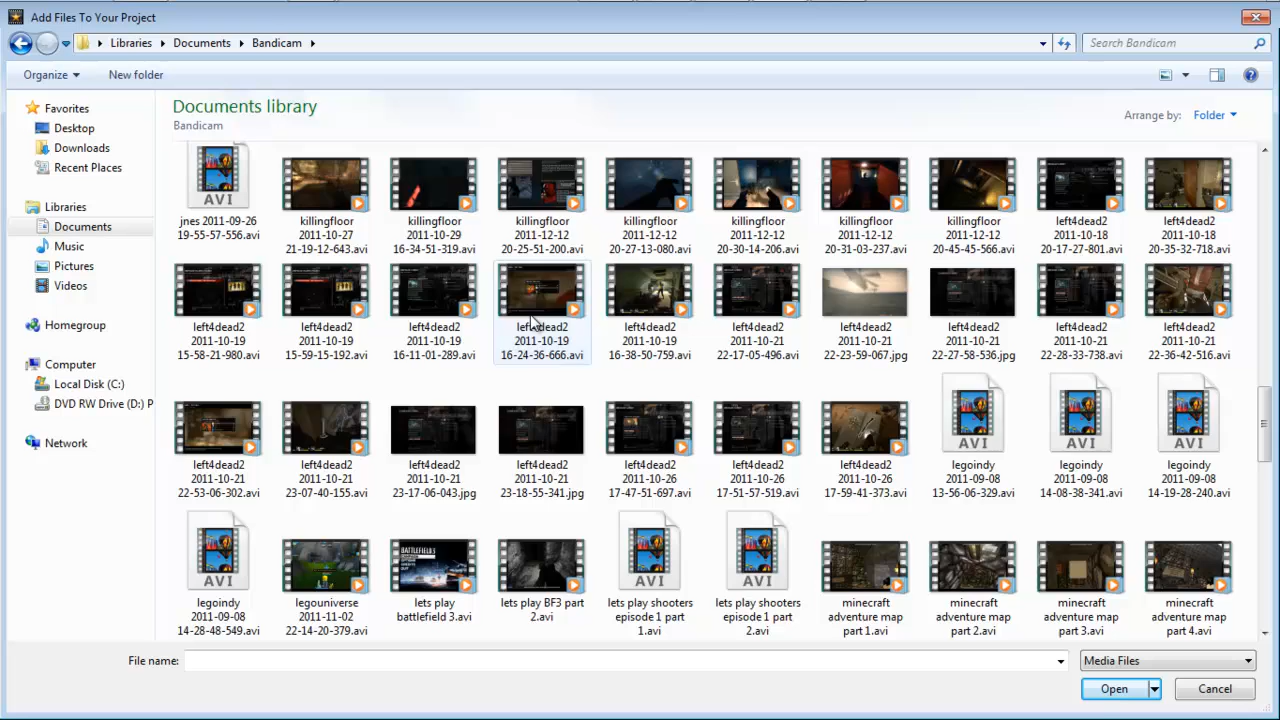 Add Files To Your Project
Libraries
Documents
Bandicam
Search Bandicam
Organize
New folder
Favorites
Desktop
Downloads
Recent Places
Libraries
Documents
Music
Pictures
Videos
Homegroup
Computer
Local Disk (C:)
DVD RW Drive (D:) P
Network
Documents library
Bandicam
Arrange by:
Folder
AVI
jnes 2011-09-26
19-55-57-556.avi
killingfloor
2011-10-27
21-19-12-643.avi
killingfloor
2011-10-29
16-34-51-319.avi
killingfloor
2011-12-12
20-25-51-200.avi
killingfloor
2011-12-12
20-27-13-080.avi
killingfloor
2011-12-12
20-30-14-206.avi
killingfloor
2011-12-12
20-31-03-237.avi
killingfloor
2011-12-12
20-45-45-566.avi
left4dead2
2011-10-18
20-17-27-801.avi
left4dead2
2011-10-18
20-35-32-718.avi
left4dead2
2011-10-19
15-58-21-980.avi
left4dead2
2011-10-19
15-59-15-192.avi
left4dead2
2011-10-19
16-11-01-289.avi
left4dead2
2011-10-19
16-24-36-666.avi
left4dead2
2011-10-19
16-38-50-759.avi
left4dead2
2011-10-21
22-17-05-496.avi
left4dead2
2011-10-21
22-23-59-067.jpg
left4dead2
2011-10-21
22-27-58-536.jpg
left4dead2
2011-10-21
22-28-33-738.avi
left4dead2
2011-10-21
22-36-42-516.avi
left4dead2
2011-10-21
22-53-06-302.avi
left4dead2
2011-10-21
23-07-40-155.avi
left4dead2
2011-10-21
23-17-06-043.jpg
left4dead2
2011-10-21
23-18-55-341.jpg
left4dead2
2011-10-26
17-47-51-697.avi
left4dead2
2011-10-26
17-51-57-519.avi
left4dead2
2011-10-26
17-59-41-373.avi
AVI
legoindy
2011-09-08
13-56-06-329.avi
AVI
legoindy
2011-09-08
14-08-38-341.avi
AVI
legoindy
2011-09-08
14-19-28-240.avi
AVI
legoindy
2011-09-08
14-28-48-549.avi
legouniverse
2011-11-02
22-14-20-379.avi
BATTLEFIELD 3
lets play
battlefield 3.avi
lets play BF3 part
2.avi
AVI
lets play shooters
episode 1 part
1.avi
AVI
lets play shooters
episode 1 part
2.avi
minecraft
adventure map
part 1.avi
minecraft
adventure map
part 2.avi
minecraft
adventure map
part 3.avi
minecraft
adventure map
part 4.avi
File name:
Media Files
Open
Cancel